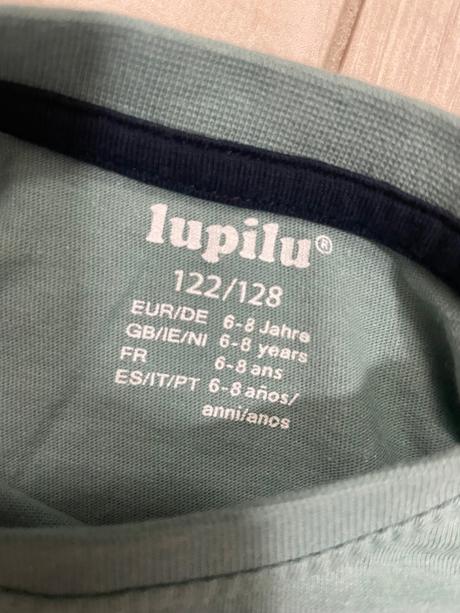 lupilu®
122/128
EUR/DE 6-8 Jahre
GB/IE/NI 6-8 years
FR 6-8 ans
ES/IT/PT 6-8 años/
anni/anos